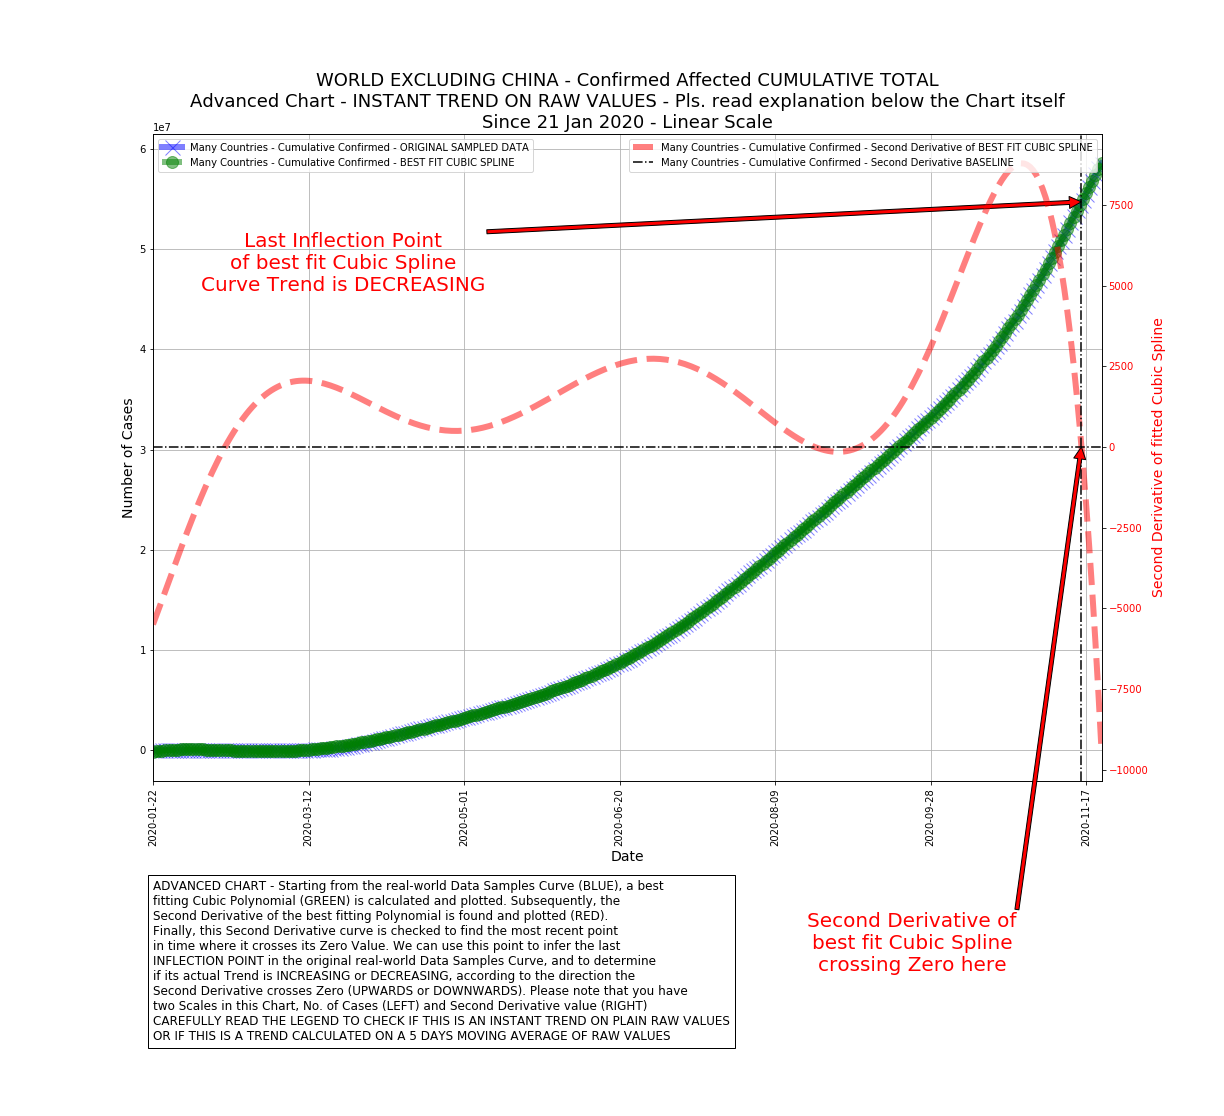 WORLD EXCLUDING CHINA - Confirmed Affected CUMULATIVE TOTAL
Advanced Chart - INSTANT TREND ON RAW VALUES - Pls. read explanation below the Chart itself
Since 21 Jan 2020 - Linear Scale
1e7
Many Countries - Cumulative Confirmed - ORIGINAL SAMPLED DATA
Many Countries - Cumulative Confirmed - BEST FIT CUBIC SPLINE
Many Countries - Cumulative Confirmed - Second Derivative of BEST FIT CUBIC SPLINE
Many Countries - Cumulative Confirmed - Second Derivative BASELINE
Last Inflection Point
of best fit Cubic Spline
Curve Trend is DECREASING
Number of Cases
6
5
4
3
2
1
0
7500
5000
2500
0
−2500
−5000
−7500
−10000
Second Derivative of fitted Cubic Spline
2020-01-22
2020-03-12
2020-05-01
2020-06-20
2020-08-09
2020-09-28
2020-11-17
Date
ADVANCED CHART - Starting from the real-world Data Samples Curve (BLUE), a best
fitting Cubic Polynomial (GREEN) is calculated and plotted. Subsequently, the
Second Derivative of the best fitting Polynomial is found and plotted (RED).
Finally, this Second Derivative curve is checked to find the most recent point
in time where it crosses its Zero Value. We can use this point to infer the last
INFLECTION POINT in the original real-world Data Samples Curve, and to determine
if its actual Trend is INCREASING or DECREASING, according to the direction the
Second Derivative crosses Zero (UPWARDS or DOWNWARDS). Please note that you have
two Scales in this Chart, No. of Cases (LEFT) and Second Derivative value (RIGHT)
CAREFULLY READ THE LEGEND TO CHECK IF THIS IS AN INSTANT TREND ON PLAIN RAW VALUES
OR IF THIS IS A TREND CALCULATED ON A 5 DAYS MOVING AVERAGE OF RAW VALUES
Second Derivative of
best fit Cubic Spline
crossing Zero here